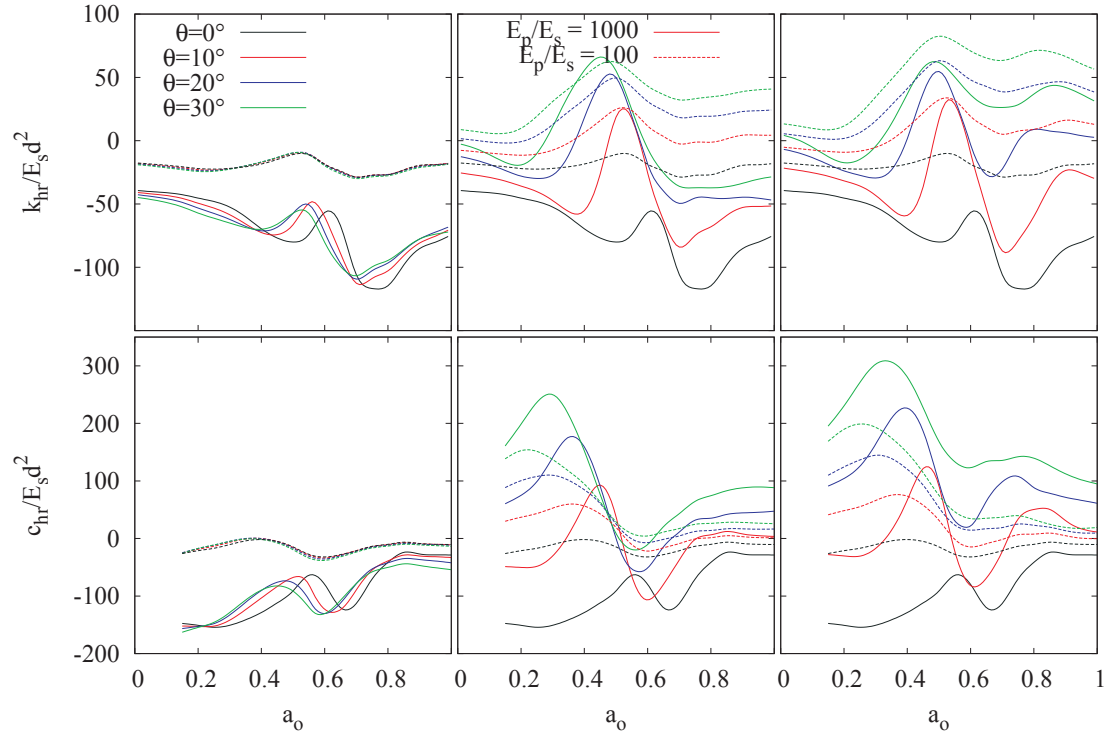 100
50
0
-50
-100
k_hr/E_sd^2
θ=0°
θ=10°
θ=20°
θ=30°
E_p/E_s = 1000
E_p/E_s = 100
300
200
100
0
-100
-200
c_hr/E_sd^2
0 0.2 0.4 0.6 0.8
0 0.2 0.4 0.6 0.8
0 0.2 0.4 0.6 0.8 1
a_o
a_o
a_o